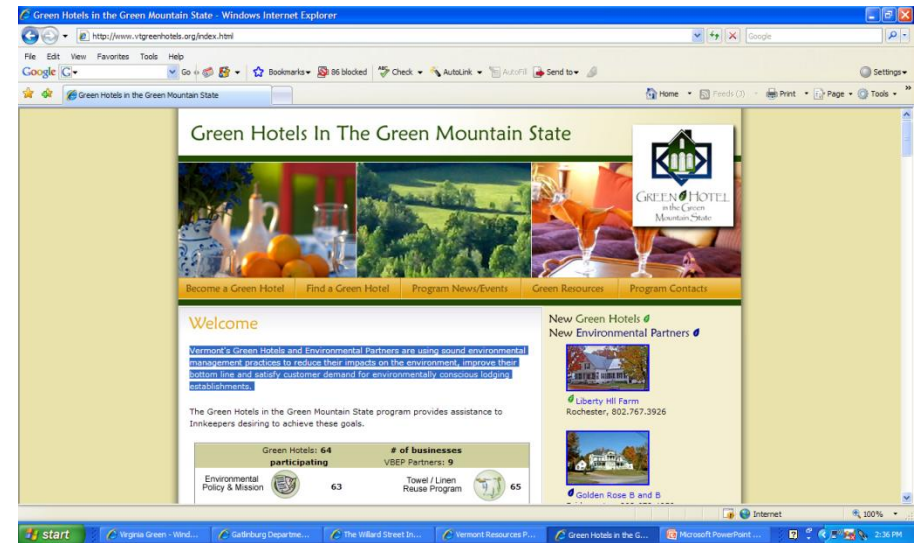 Green Hotels in the Green Mountain State - Windows Internet Explorer
http://www.vtgreenhotels.org/index.html
Google
File Edit View Favorites Tools Help
Google G Go Bookmarks 86 blocked Check AutoLink AutoFill Send to Settings
Green Hotels in the Green Mountain State
Home Feeds (3) Print Page Tools
Green Hotels In The Green Mountain State
GREEN HOTEL
in the Green
Mountain State
Become a Green Hotel Find a Green Hotel Program News/Events Green Resources Program Contacts
Welcome
Vermont's Green Hotels and Environmental Partners are using sound environmental
management practices to reduce their impacts on the environment, improve their
bottom line and satisfy customer demand for environmentally conscious lodging
establishments.
The Green Hotels in the Green Mountain State program provides assistance to
Innkeepers desiring to achieve these goals.
Green Hotels: 64 # of businesses
participating VBEP Partners: 9
Environmental
Policy & Mission 63
Towel / Linen
Reuse Program 65
New Green Hotels
New Environmental Partners
Liberty Hll Farm
Rochester, 802.767.3926
Golden Rose B and B
Internet 100%
start Virginia Green - Wind... Gatlinburg Departme... The Willard Street In... Vermont Resources P... Green Hotels in the G... Microsoft PowerPoint ... 2:36 PM